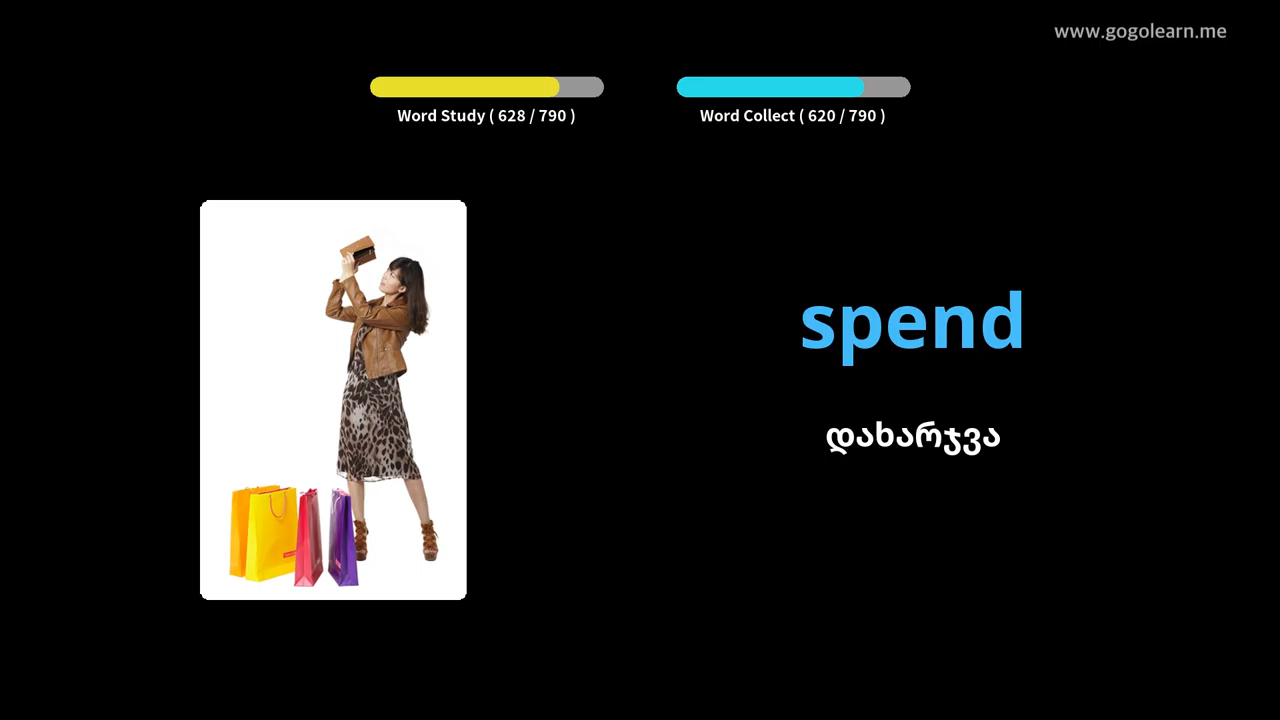 www.gogolearn.me
Word Study ( 628 / 790 )
Word Collect ( 620 / 790 )
spend
დახარჯვა